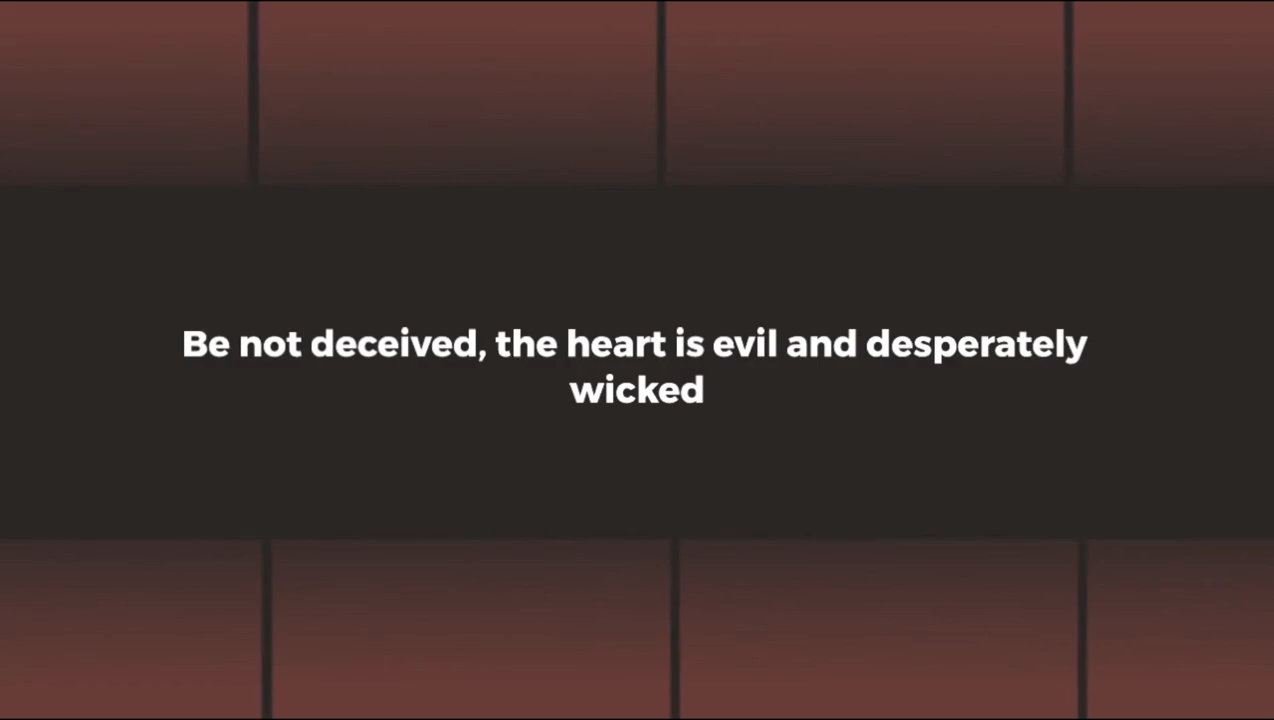 Be not deceived, the heart is evil and desperately
wicked